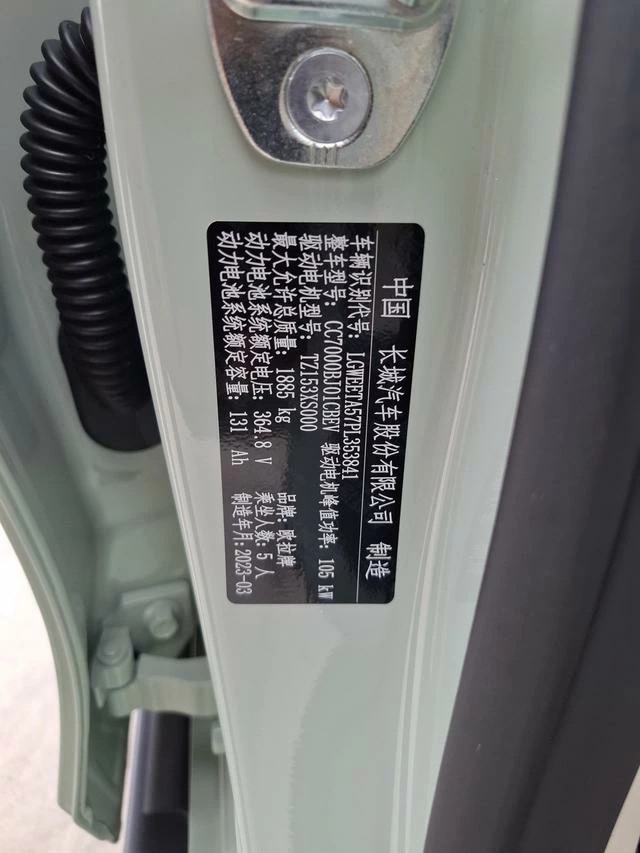 中国 长城汽车股份有限公司 制造
车辆识别代号: LGWEETA57PL353841
整车型号: CC7000BJ01CBEV 驱动电机峰值功率: 105 kW
驱动电机型号: TZ153XS000
最大允许总质量: 1885 kg 品牌: 欧拉牌
动力电池系统额定电压: 364.8 V 乘坐人数: 5 人
动力电池系统额定容量: 131 Ah 制造年月: 2023-03